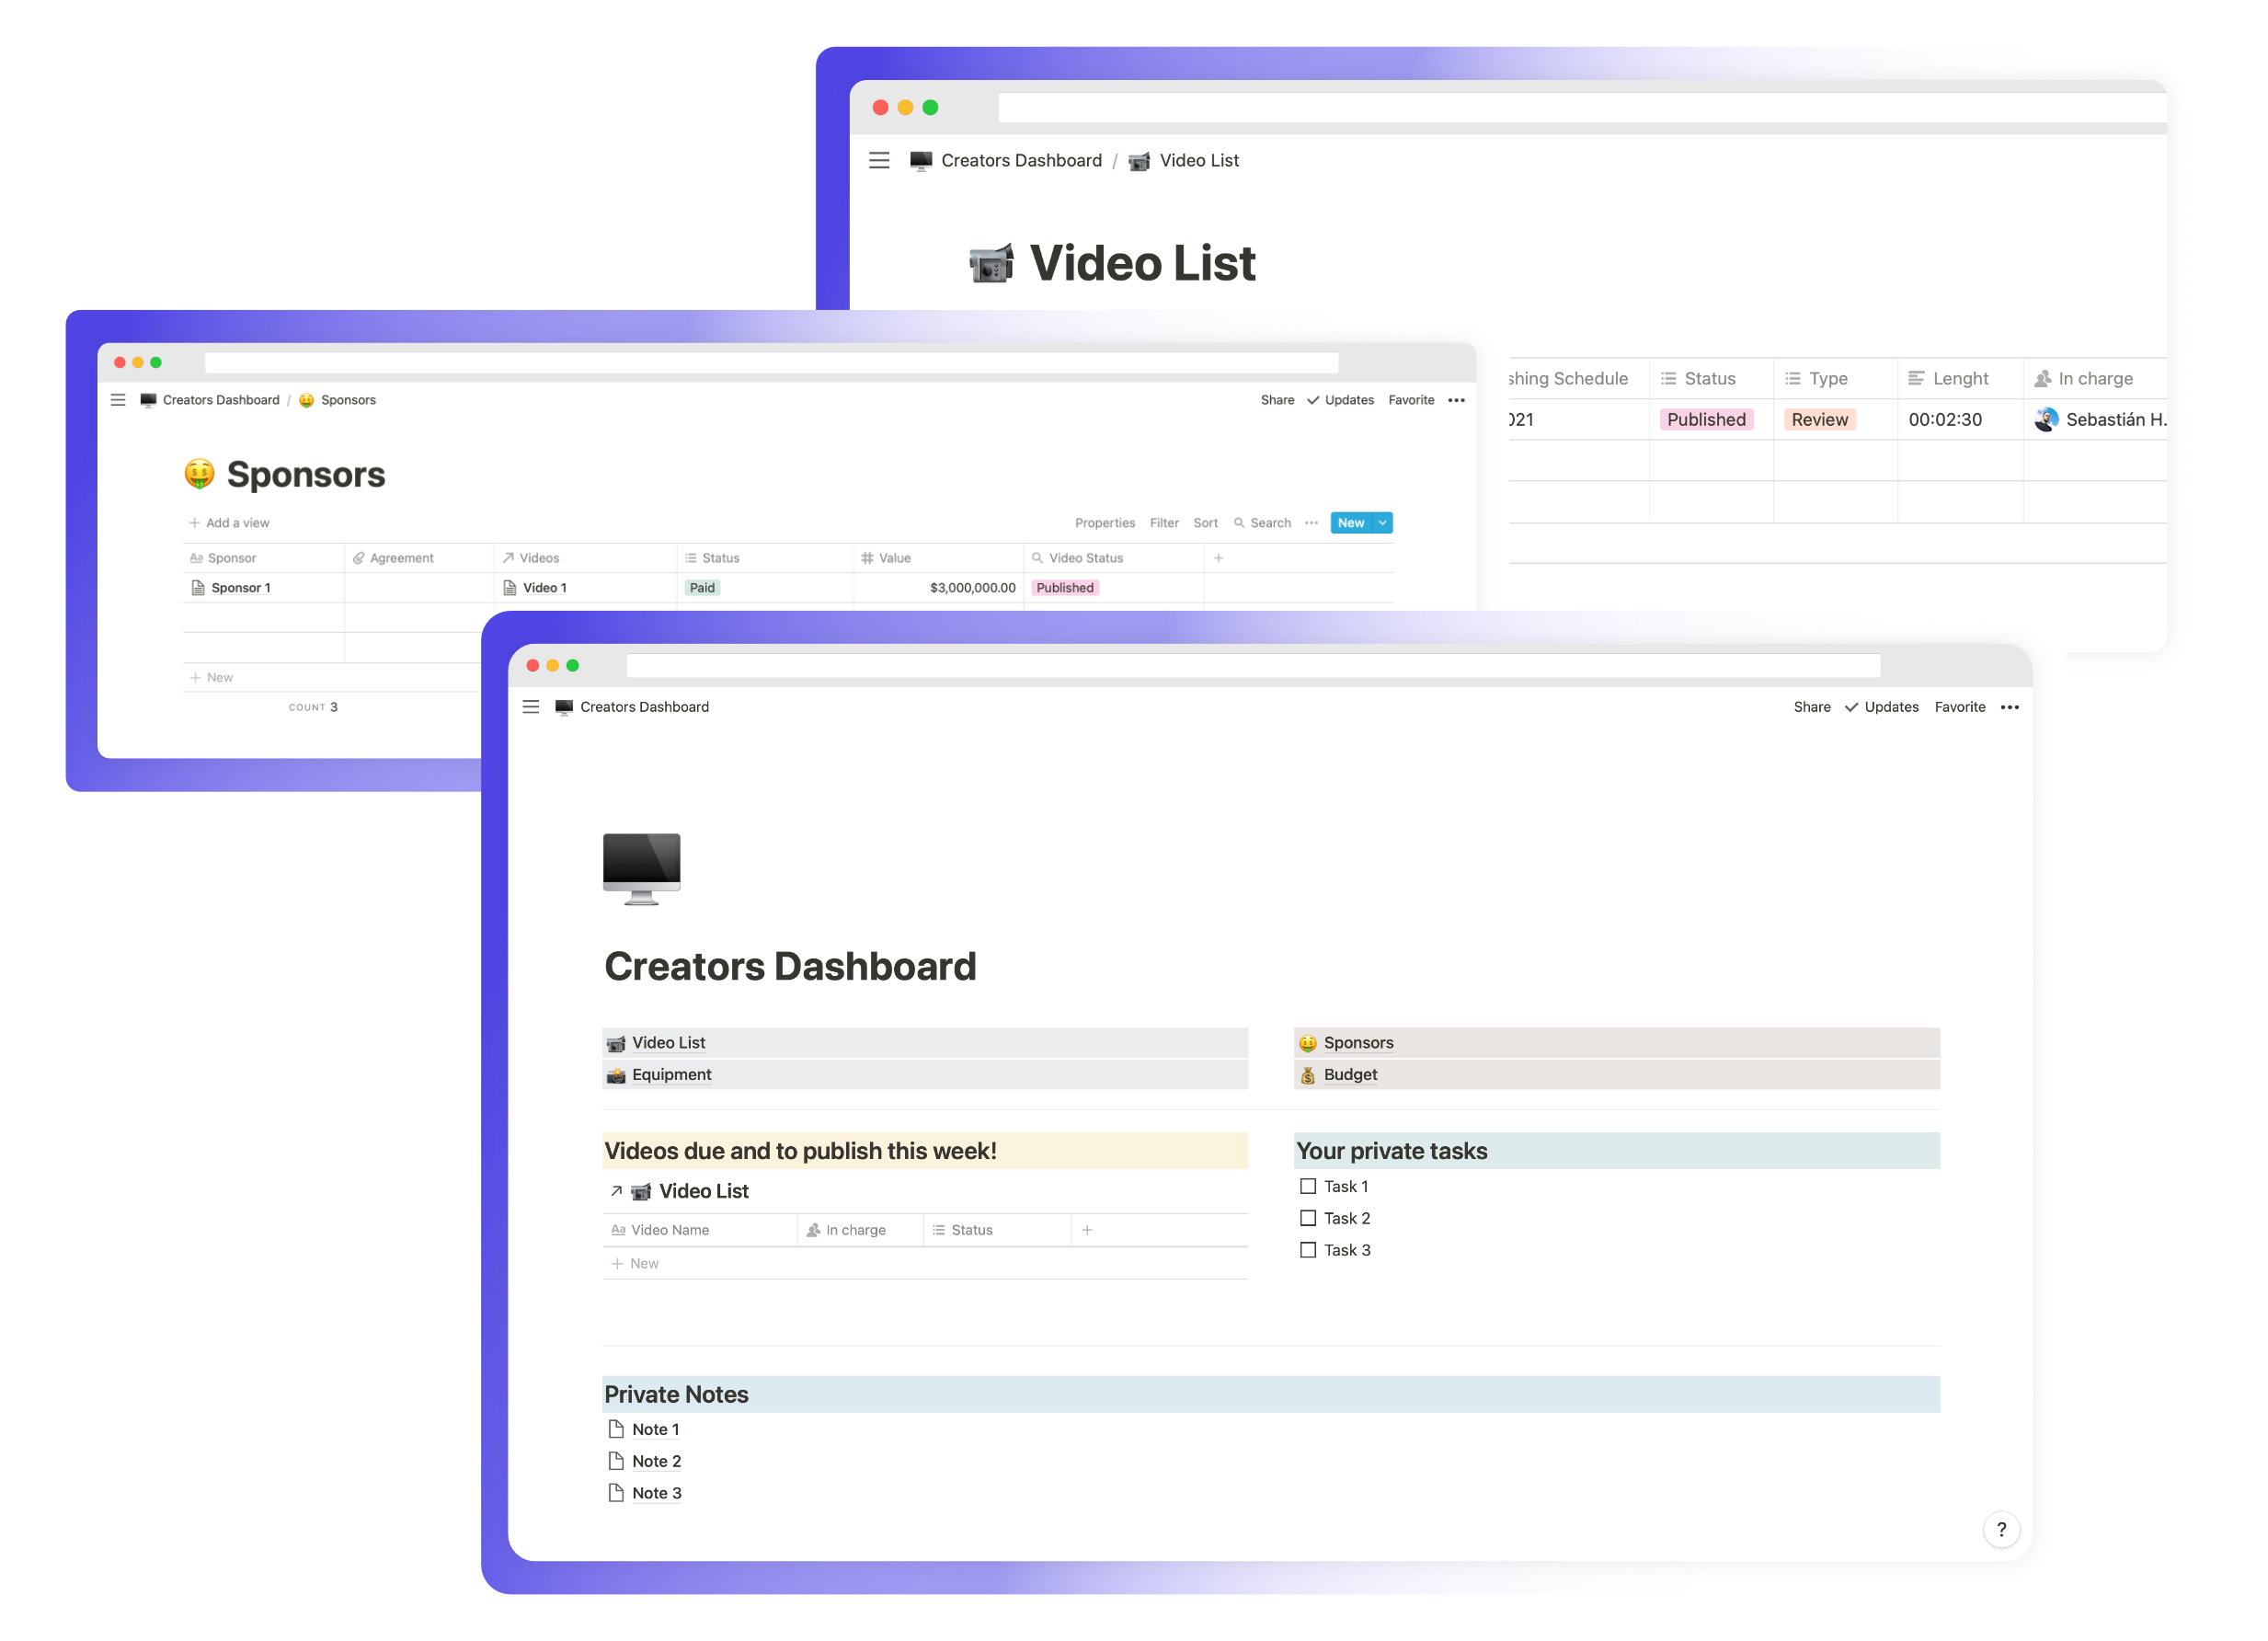 Creators Dashboard / Video List
Video List
Schedule Status Type Lenght In charge
Published Review 00:02:30 Sebastián H.
Creators Dashboard / Sponsors
Share Updates Favorite •••
Sponsors
+ Add a view
Properties Filter Sort Search ••• New
Aa Sponsor Agreement Videos Status # Value Video Status +
Sponsor 1 Video 1 Paid $3,000,000.00 Published
+ New
COUNT 3
Creators Dashboard
Share Updates Favorite •••
Creators Dashboard
Video List
Equipment
Sponsors
Budget
Videos due and to publish this week!
Video List
Aa Video Name In charge Status +
+ New
Your private tasks
Task 1
Task 2
Task 3
Private Notes
Note 1
Note 2
Note 3
?